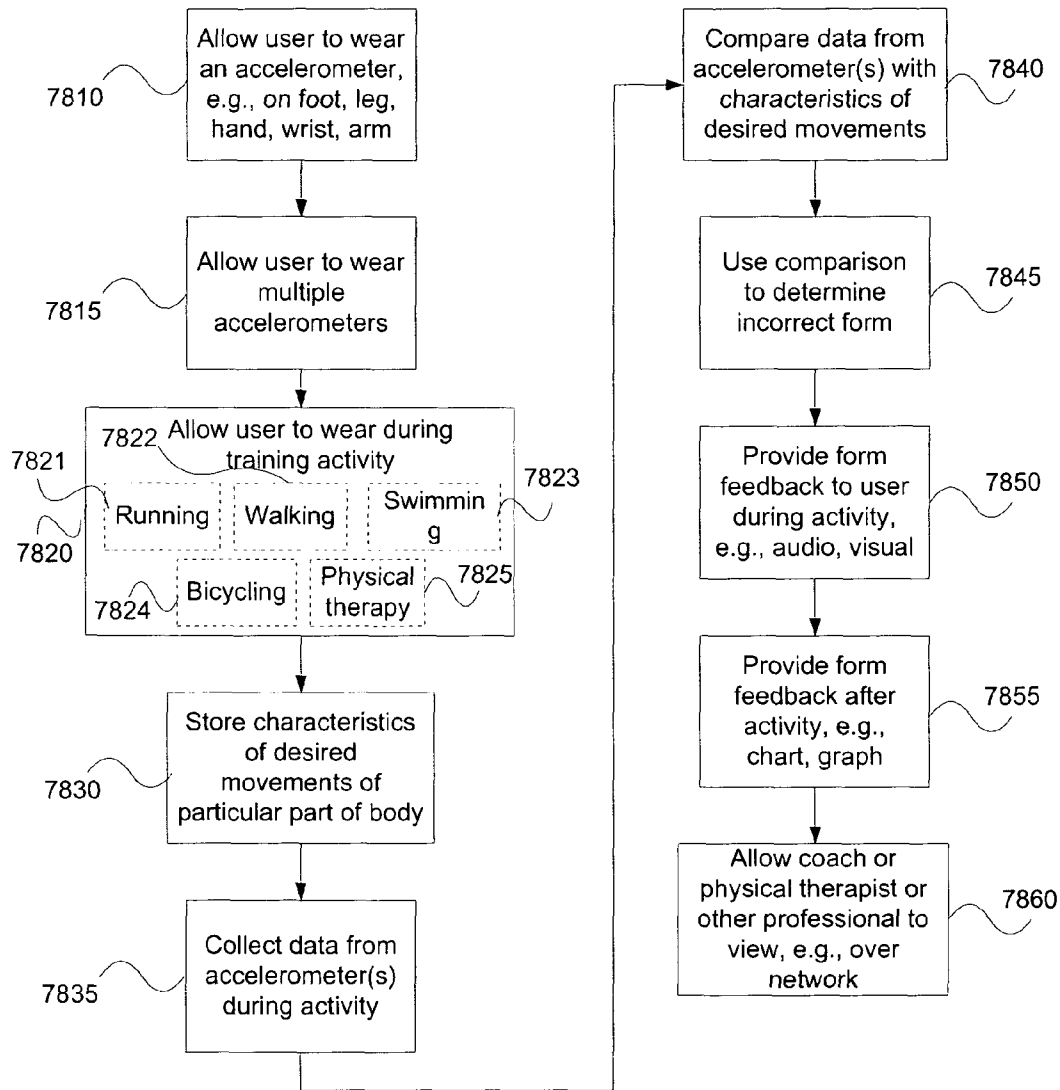 Allow user to wear
an accelerometer,
e.g., on foot, leg,
hand, wrist, arm
7810
Allow user to wear
multiple
accelerometers
7815
Allow user to wear during
training activity
7822
7821
7823
7820
Running
Walking
Swimmin
g
7824
Bicycling
Physical
therapy
7825
Store characteristics
of desired
movements of
particular part of body
7830
Collect data from
accelerometer(s)
during activity
7835
Compare data from
accelerometer(s) with
characteristics of
desired movements
7840
Use comparison
to determine
incorrect form
7845
Provide form
feedback to user
during activity,
e.g., audio, visual
7850
Provide form
feedback after
activity, e.g.,
chart, graph
7855
Allow coach or
physical therapist or
other professional to
view, e.g., over
network
7860